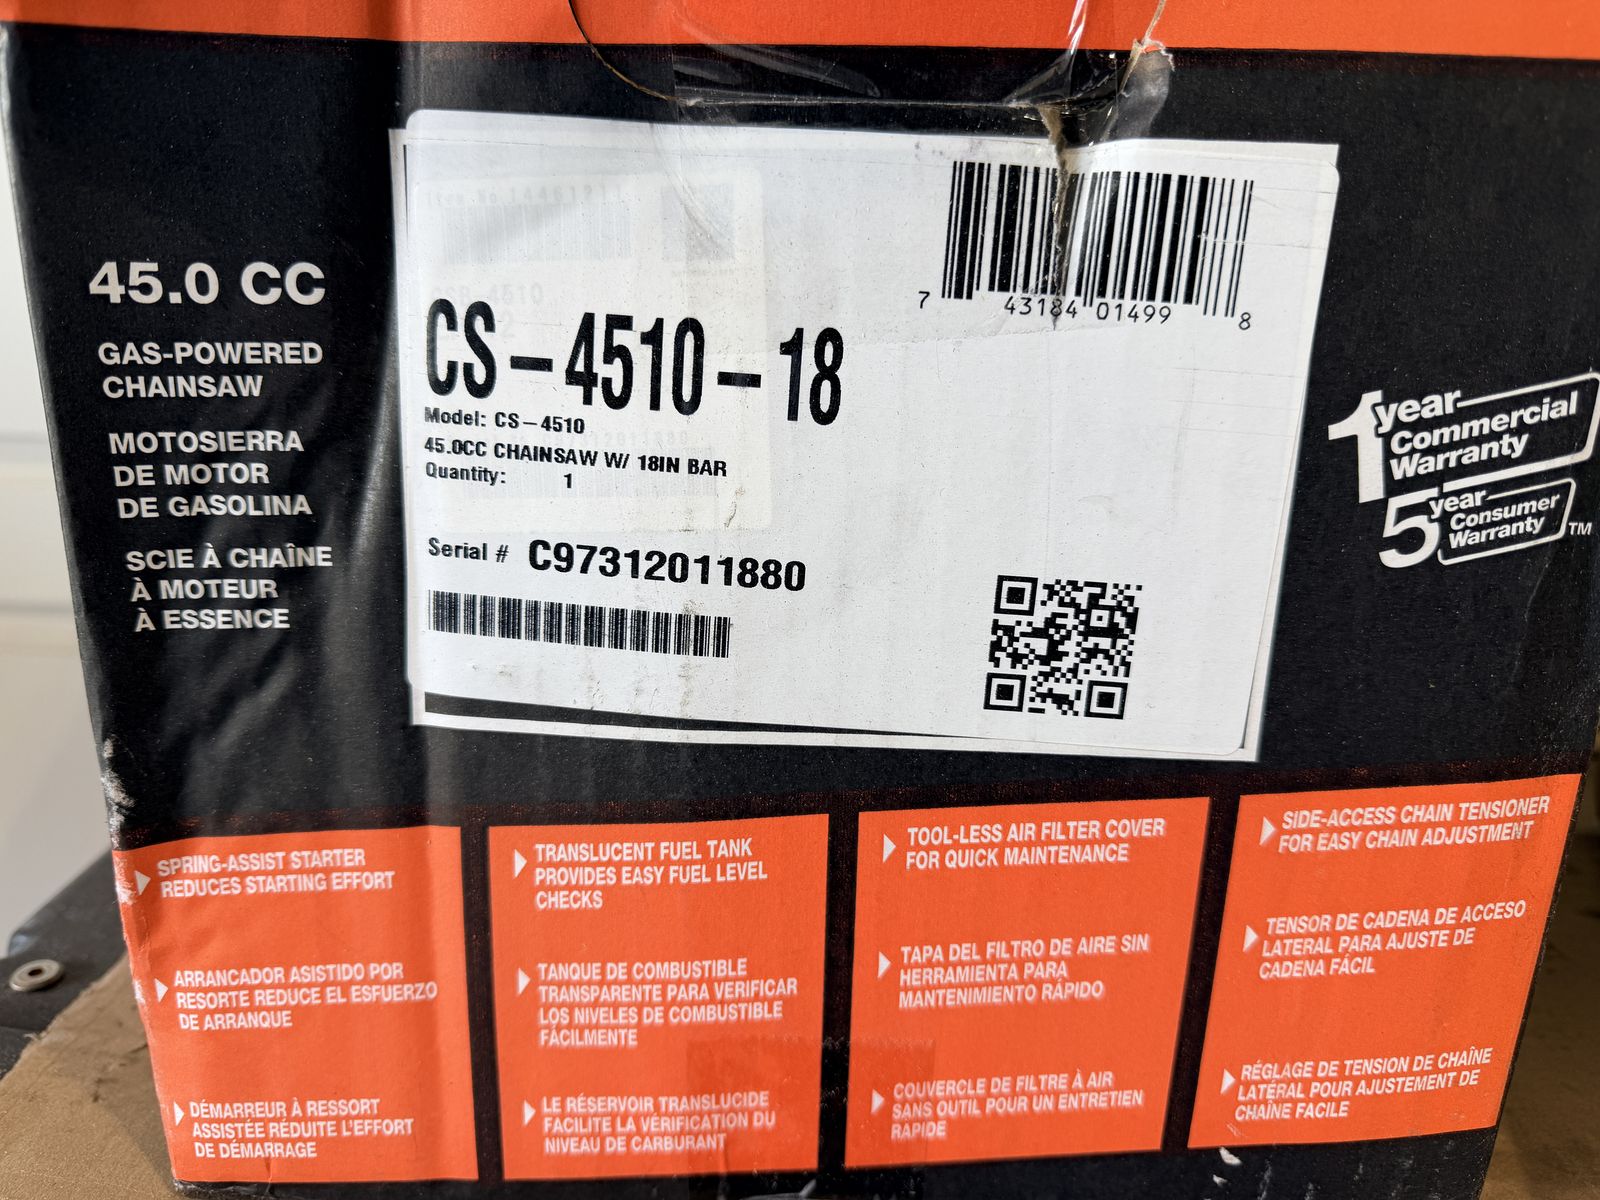 45.0 CC
GAS-POWERED
CHAINSAW
MOTOSIERRA
DE MOTOR
DE GASOLINA
SCIE À CHAÎNE
À MOTEUR
À ESSENCE
Item No 14461211
CSR-4510
7 43184 01499 8
CS-4510-18
Model: CS-4510
45.0CC CHAINSAW W/ 18IN BAR
Quantity: 1
C97312011880
Serial # C97312011880
1 year
Commercial
Warranty
5 year
Consumer
Warranty TM
SPRING-ASSIST STARTER
REDUCES STARTING EFFORT
ARRANCADOR ASISTIDO POR
RESORTE REDUCE EL ESFUERZO
DE ARRANQUE
DÉMARREUR À RESSORT
ASSISTÉE RÉDUITE L'EFFORT
DE DÉMARRAGE
TRANSLUCENT FUEL TANK
PROVIDES EASY FUEL LEVEL
CHECKS
TANQUE DE COMBUSTIBLE
TRANSPARENTE PARA VERIFICAR
LOS NIVELES DE COMBUSTIBLE
FÁCILMENTE
LE RÉSERVOIR TRANSLUCIDE
FACILITE LA VÉRIFICATION DU
NIVEAU DE CARBURANT
TOOL-LESS AIR FILTER COVER
FOR QUICK MAINTENANCE
TAPA DEL FILTRO DE AIRE SIN
HERRAMIENTA PARA
MANTENIMIENTO RÁPIDO
COUVERCLE DE FILTRE À AIR
SANS OUTIL POUR UN ENTRETIEN
RAPIDE
SIDE-ACCESS CHAIN TENSIONER
FOR EASY CHAIN ADJUSTMENT
TENSOR DE CADENA DE ACCESO
LATERAL PARA AJUSTE DE
CADENA FÁCIL
RÉGLAGE DE TENSION DE CHAÎNE
LATÉRAL POUR AJUSTEMENT DE
CHAÎNE FACILE